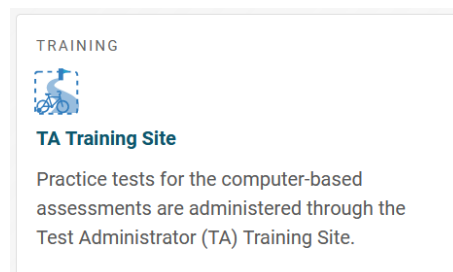 TRAINING
TA Training Site
Practice tests for the computer-based
assessments are administered through the
Test Administrator (TA) Training Site.